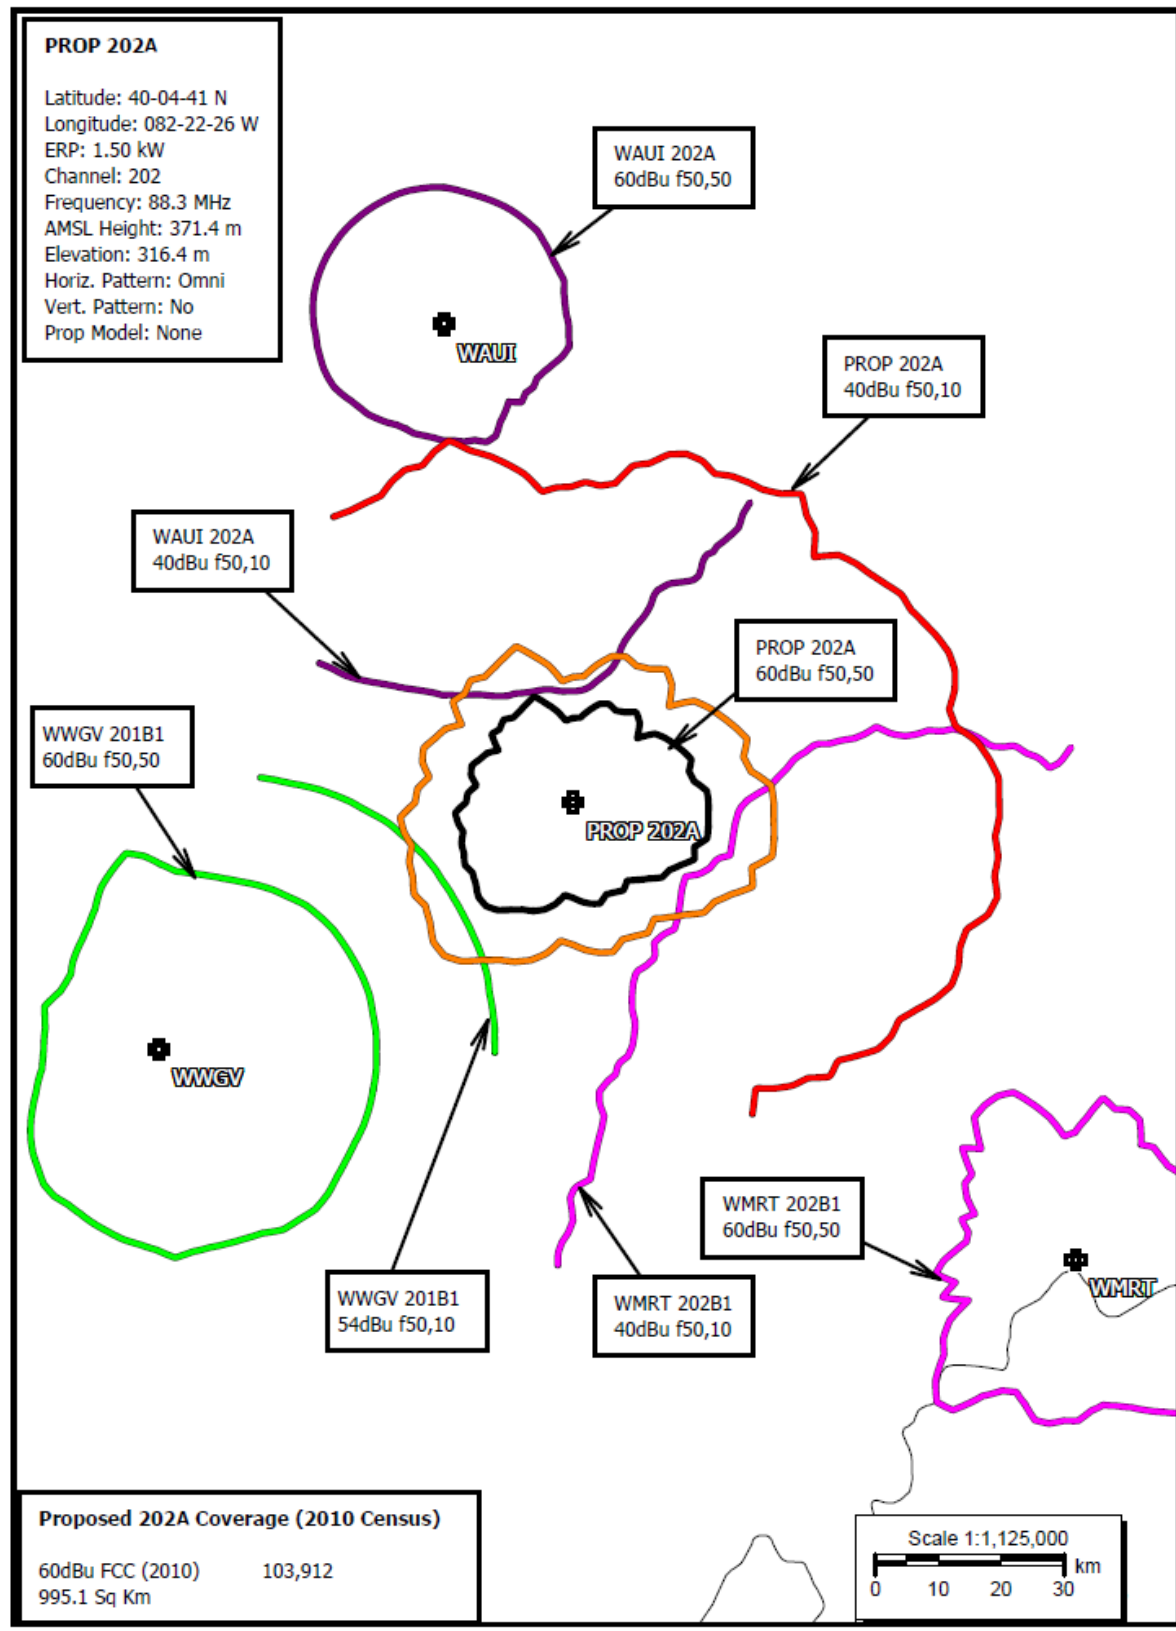 PROP 202A
Latitude: 40-04-41 N
Longitude: 082-22-26 W
ERP: 1.50 kW
Channel: 202
Frequency: 88.3 MHz
AMSL Height: 371.4 m
Elevation: 316.4 m
Horiz. Pattern: Omni
Vert. Pattern: No
Prop Model: None
WAUI 202A
60dBu f50,50
WAUI
PROP 202A
40dBu f50,10
WAUI 202A
40dBu f50,10
PROP 202A
60dBu f50,50
WWGV 201B1
60dBu f50,50
PROP 202A
WWGV
WMRT 202B1
60dBu f50,50
WMRT
WWGV 201B1
54dBu f50,10
WMRT 202B1
40dBu f50,10
Proposed 202A Coverage (2010 Census)
60dBu FCC (2010) 103,912
995.1 Sq Km
Scale 1:1,125,000
km
0 10 20 30